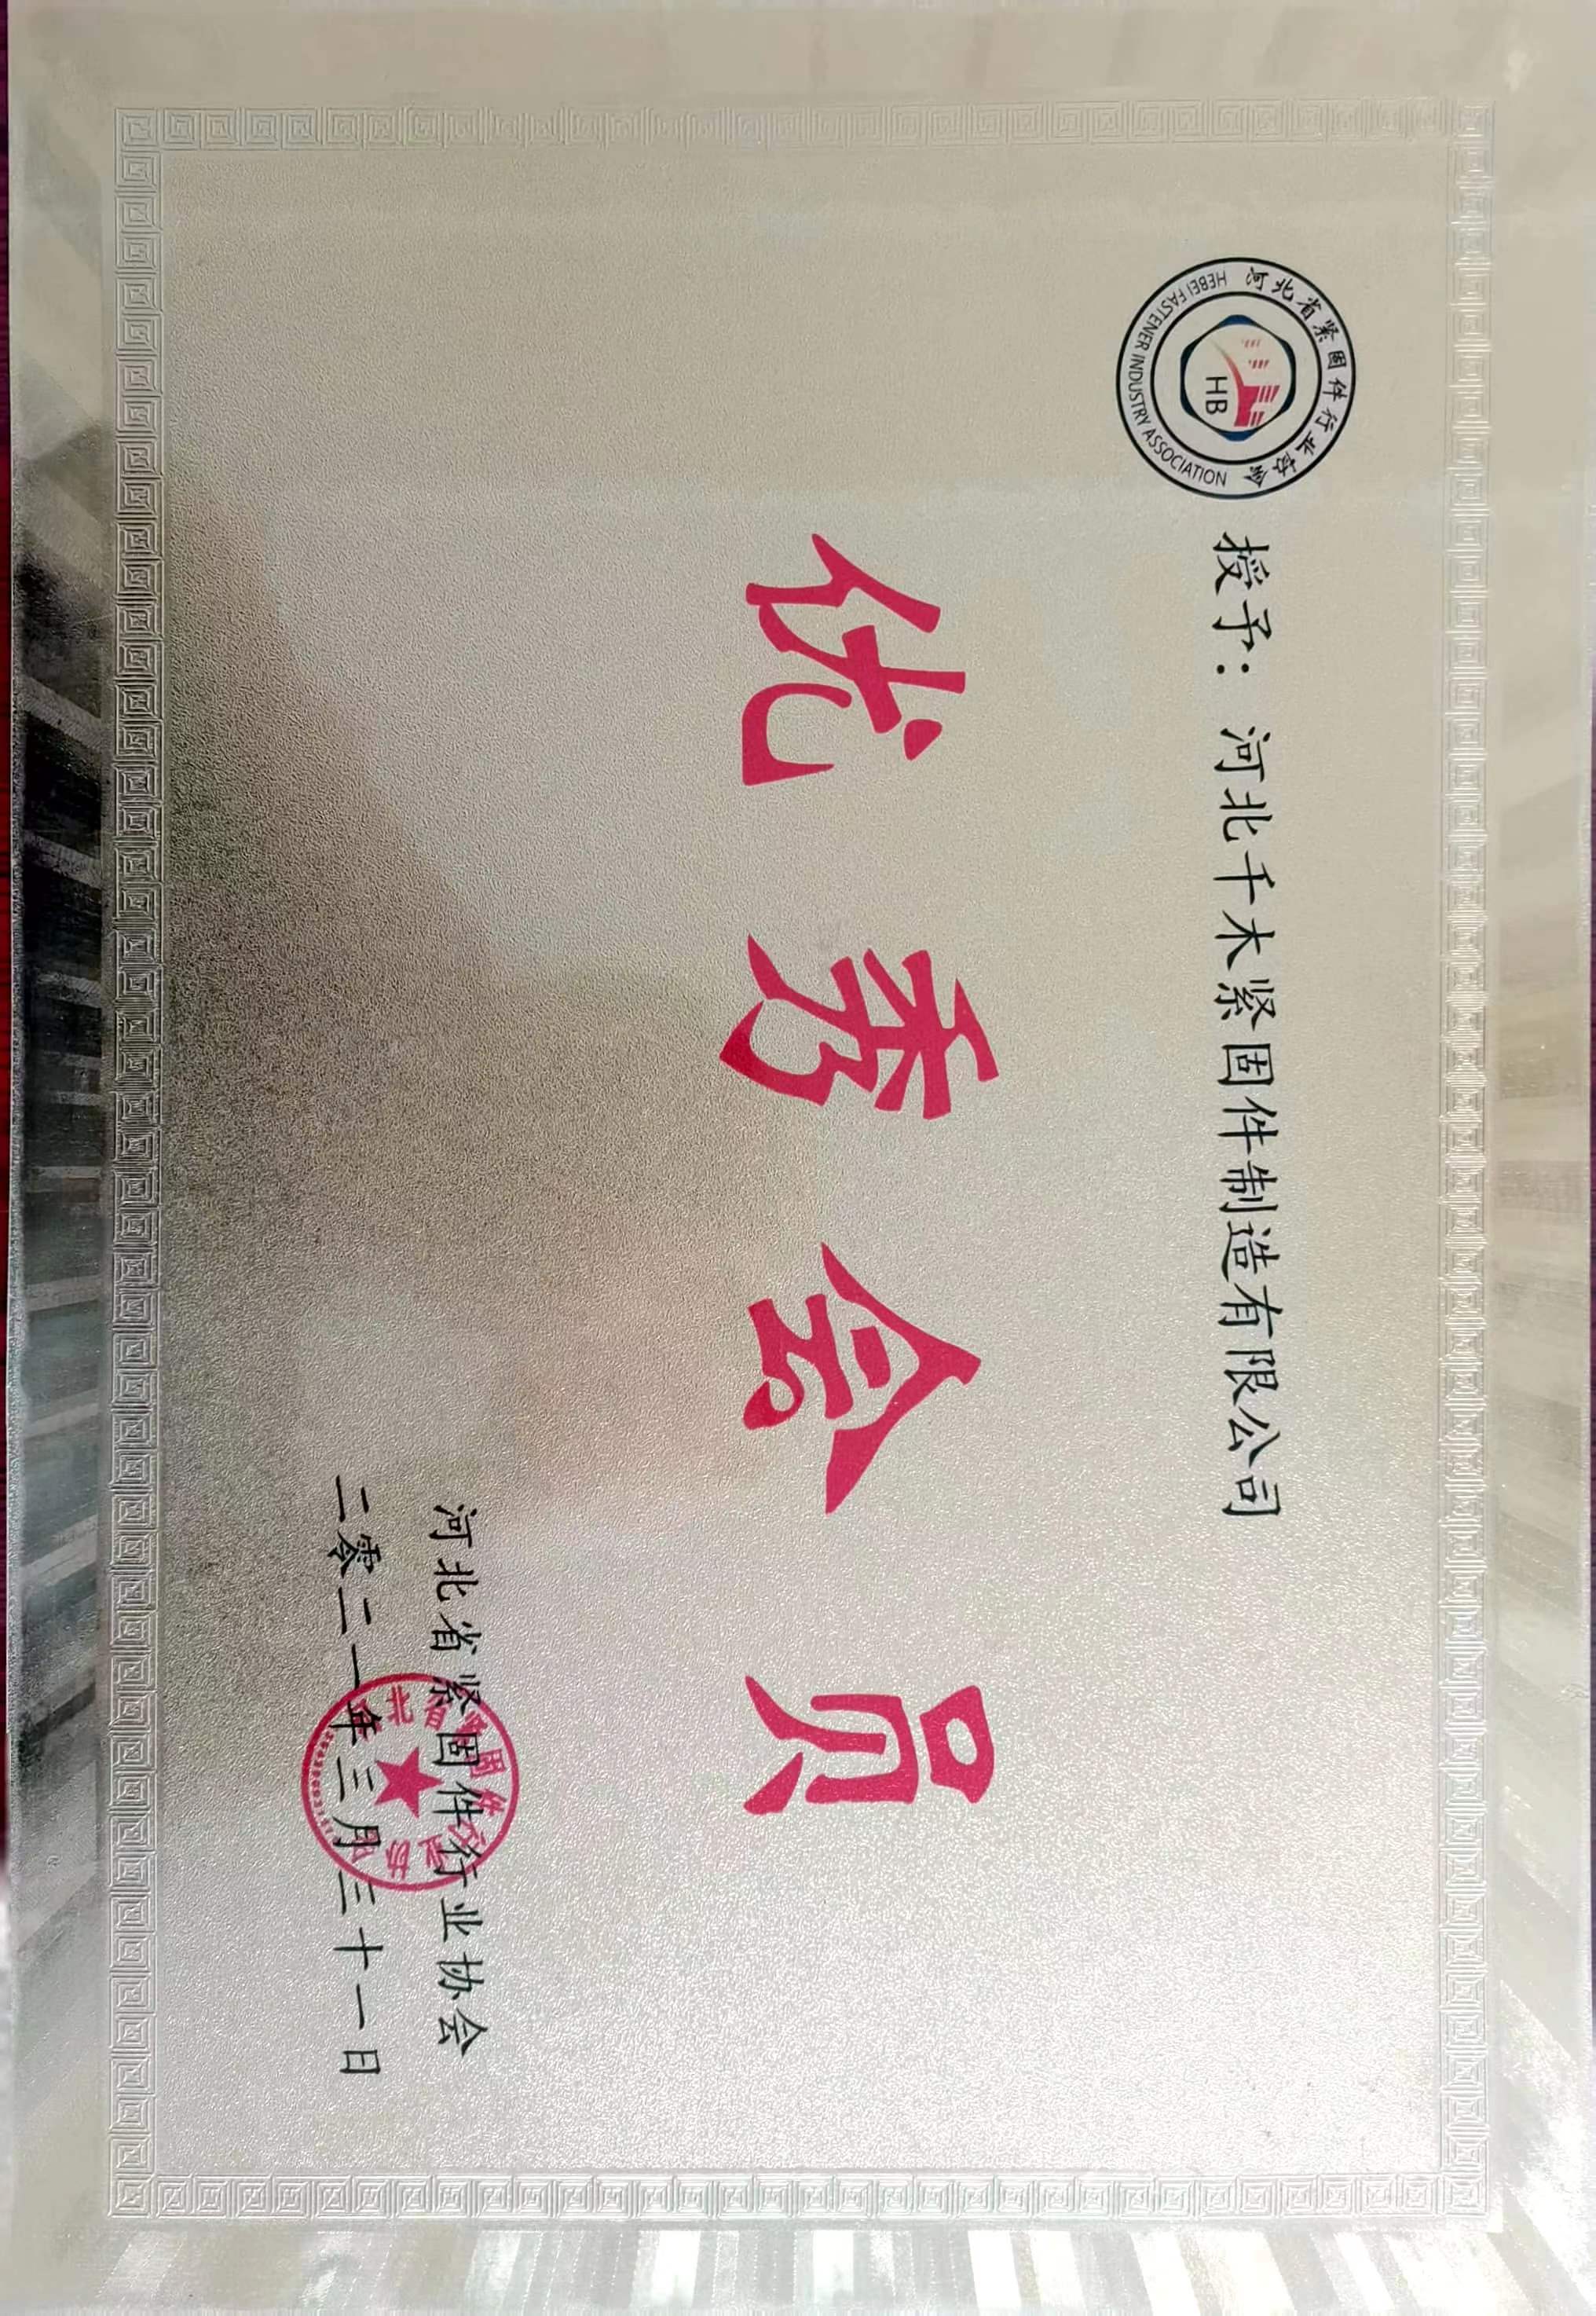 河北省紧固件行业协会
HEBEI FASTENER INDUSTRY ASSOCIATION
HB
授予：河北千木紧固件制造有限公司
优秀会员
河北省紧固件行业协会
二零二一年三月三十一日